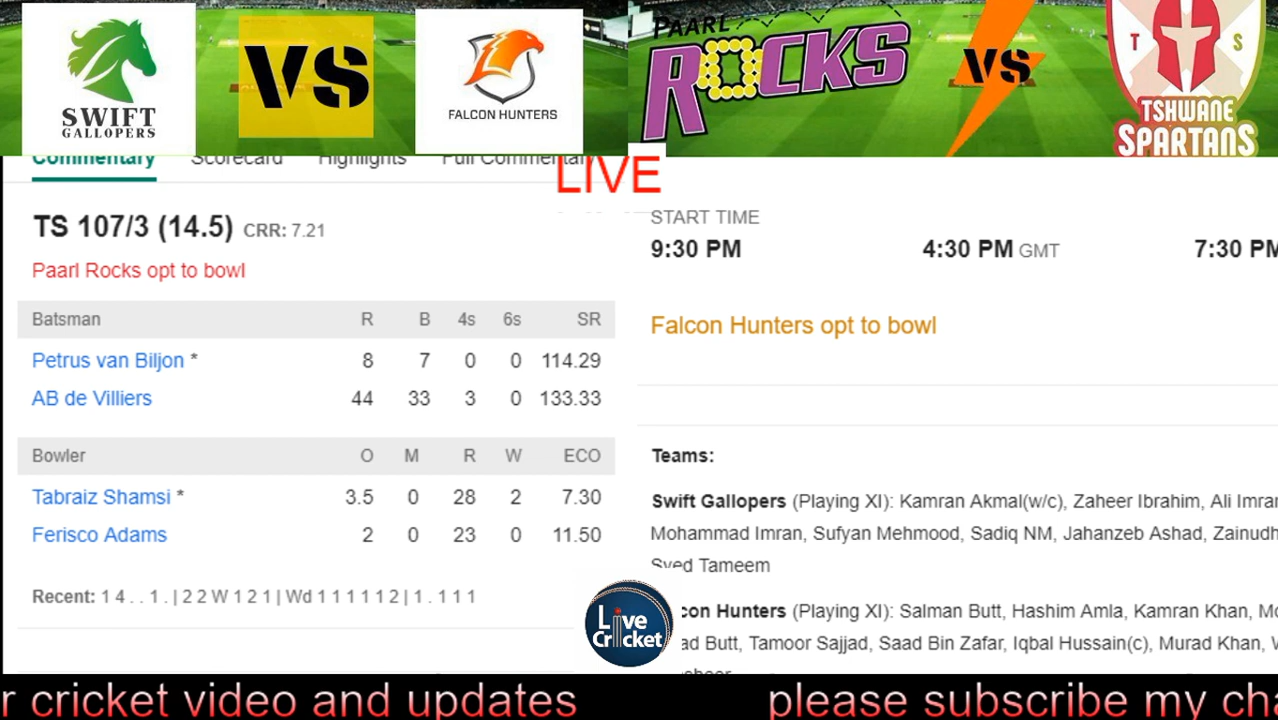 SWIFT
GALLOPERS
VS
FALCON HUNTERS
PAARL
ROCKS
VS
T S
TSHWANE
SPARTANS
Commentary Scorecard Highlights Full Commentar
LIVE
TS 107/3 (14.5) CRR: 7.21
Paarl Rocks opt to bowl
Batsman R B 4s 6s SR
Petrus van Biljon * 8 7 0 0 114.29
AB de Villiers 44 33 3 0 133.33
Bowler O M R W ECO
Tabraiz Shamsi * 3.5 0 28 2 7.30
Ferisco Adams 2 0 23 0 11.50
Recent: 1 4 . . 1 . | 2 2 W 1 2 1 | Wd 1 1 1 1 1 2 | 1 . 1 1 1
START TIME
9:30 PM 4:30 PM GMT 7:30 PM
Falcon Hunters opt to bowl
Teams:
Swift Gallopers (Playing XI): Kamran Akmal(w/c), Zaheer Ibrahim, Ali Imran
Mohammad Imran, Sufyan Mehmood, Sadiq NM, Jahanzeb Ashad, Zainudh
Syed Tameem
con Hunters (Playing XI): Salman Butt, Hashim Amla, Kamran Khan, Mo
ad Butt, Tamoor Sajjad, Saad Bin Zafar, Iqbal Hussain(c), Murad Khan, W
Live
Cricket
r cricket video and updates please subscribe my cha